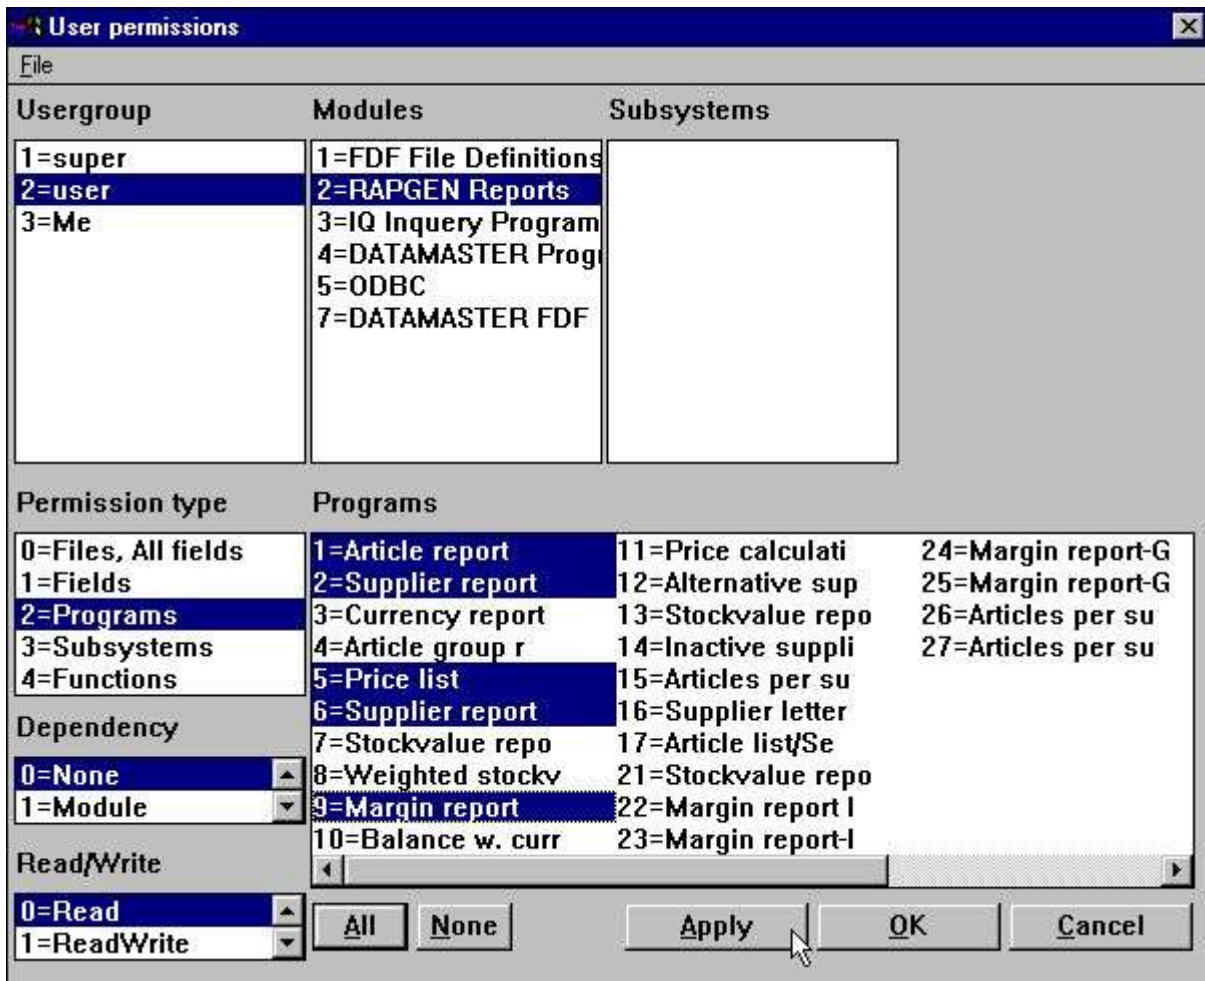 User permissions
File
Usergroup
1=super
2=user
3=Me
Modules
1=FDF File Definitions
2=RAPGEN Reports
3=IQ Inquery Program
4=DATAMASTER Prog
5=ODBC
7=DATAMASTER FDF
Subsystems
Permission type
0=Files, All fields
1=Fields
2=Programs
3=Subsystems
4=Functions
Dependency
0=None
1=Module
Read/Write
0=Read
1=ReadWrite
Programs
1=Article report
2=Supplier report
3=Currency report
4=Article group r
5=Price list
6=Supplier report
7=Stockvalue repo
8=Weighted stockv
9=Margin report
10=Balance w. curr
11=Price calculati
12=Alternative sup
13=Stockvalue repo
14=Inactive suppli
15=Articles per su
16=Supplier letter
17=Article list/Se
21=Stockvalue repo
22=Margin report I
23=Margin report-I
24=Margin report-G
25=Margin report-G
26=Articles per su
27=Articles per su
All
None
Apply
OK
Cancel